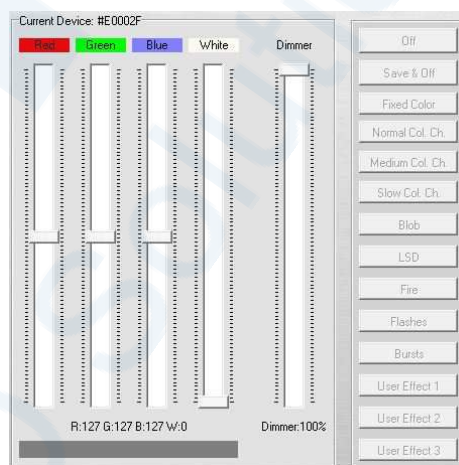 Current Device: #E0002F
Red Green Blue White Dimmer
R:127 G:127 B:127 W:0 Dimmer:100%
Off
Save & Off
Fixed Color
Normal Col. Ch.
Medium Col. Ch.
Slow Col. Ch.
Blob
LSD
Fire
Flashes
Bursts
User Effect 1
User Effect 2
User Effect 3